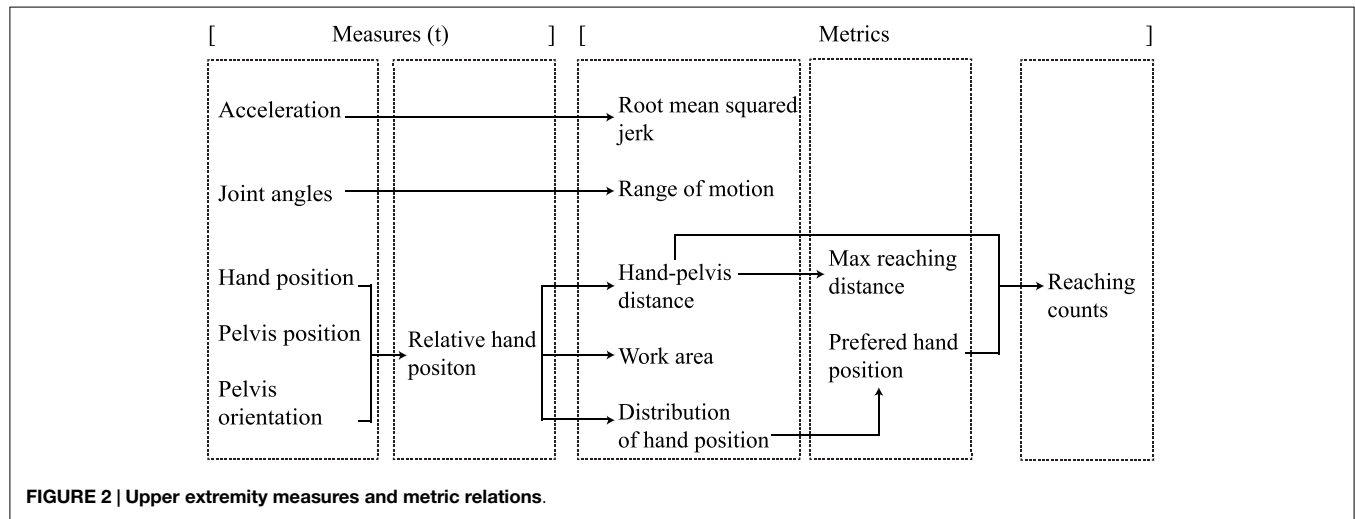 [ Measures (t) ] [ Metrics ]
Acceleration
Root mean squared
jerk
Joint angles
Range of motion
Hand position
Pelvis position
Pelvis
orientation
Relative hand
positon
Hand-pelvis
distance
Work area
Distribution
of hand position
Max reaching
distance
Prefered hand
position
Reaching
counts
FIGURE 2 | Upper extremity measures and metric relations.